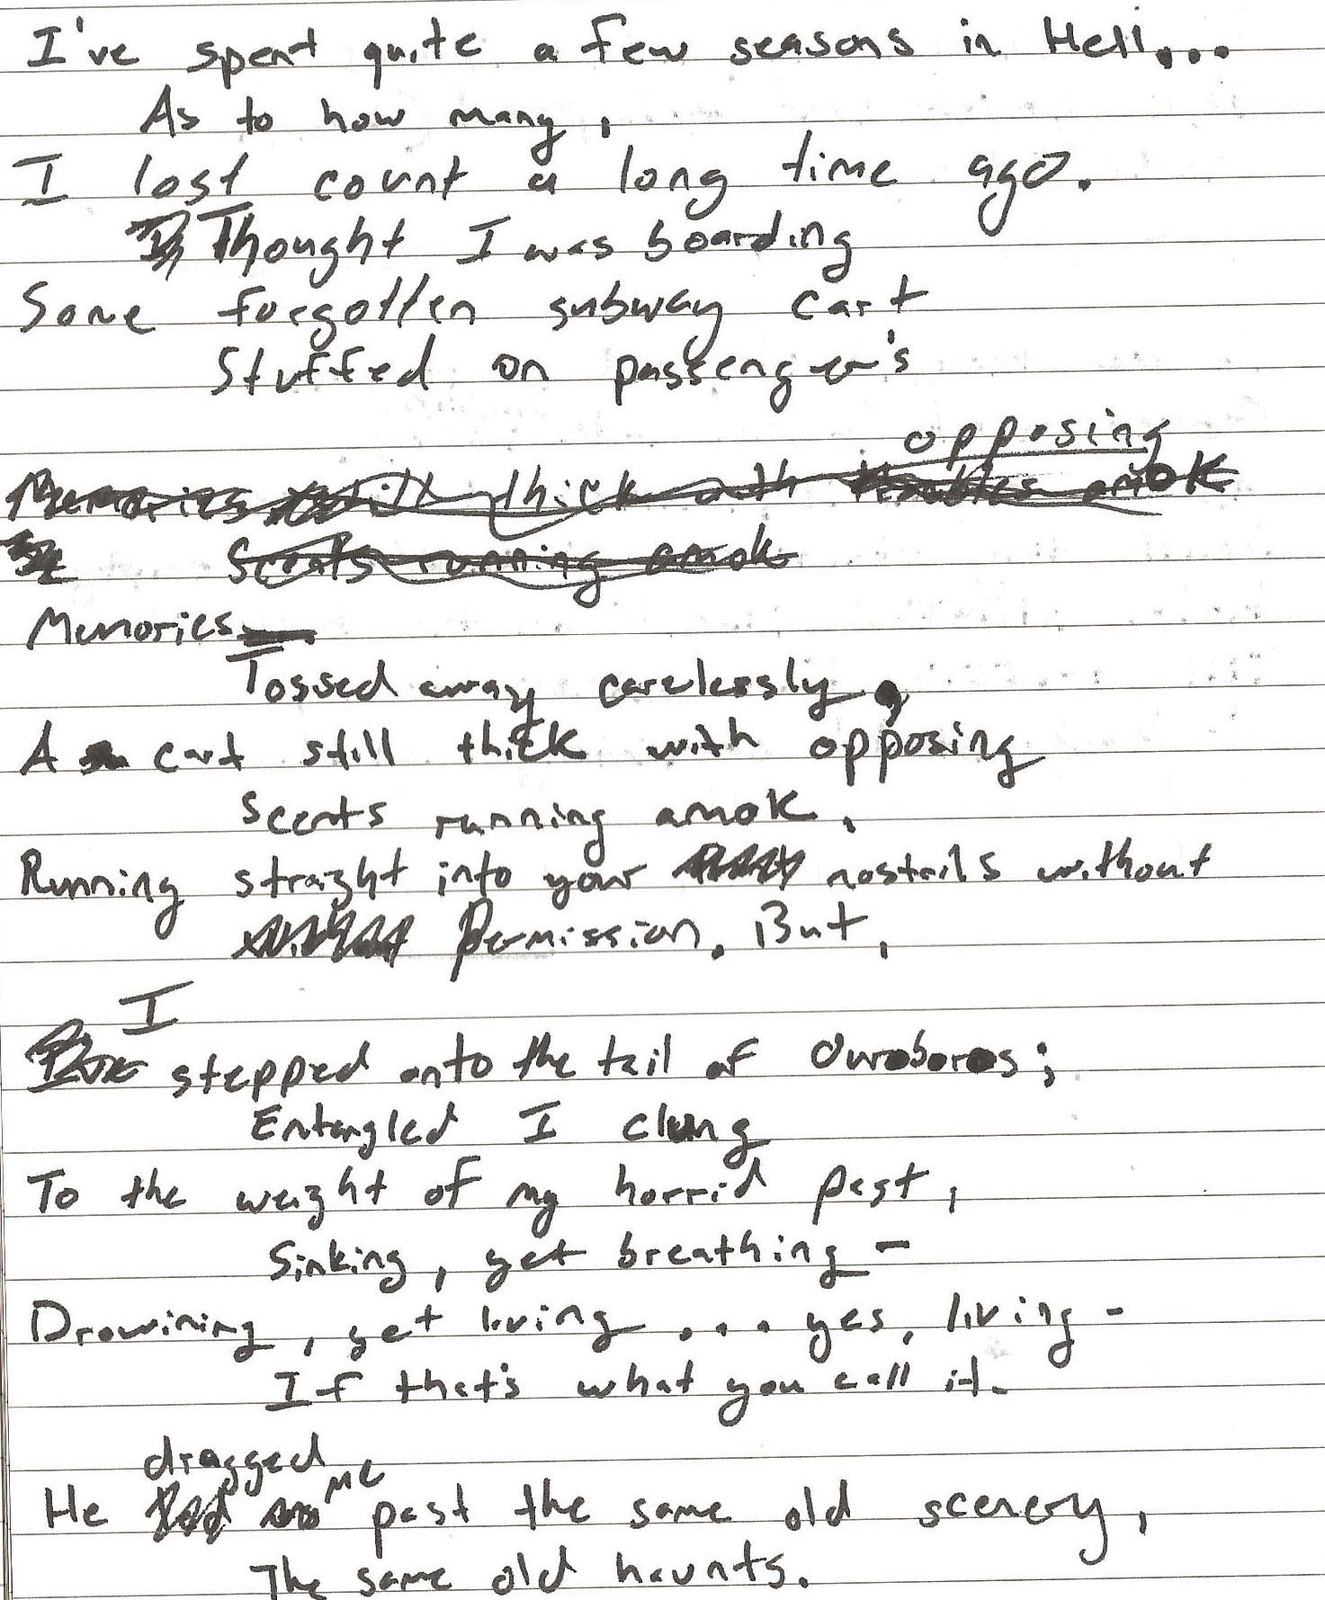 I've spent quite a few seasons in Hell...
As to how many,
I lost count a long time ago.
Thought I was boarding
Some forgotten subway cart
Stuffed on passenger's
opposing
Memories still thick with amok
Scents running amok
Memories
Tossed away carelessly,
A cart still thick with opposing
Scents running amok,
Running straight into your nostrils without
Permission. But,
I
stepped onto the tail of Ouroboros;
Entangled I clung
To the weight of my horrid past,
Sinking, yet breathing -
Drowining, yet living... yes, living -
If that's what you call it.
dragged me
He past the same old scenery,
The same old haunts.